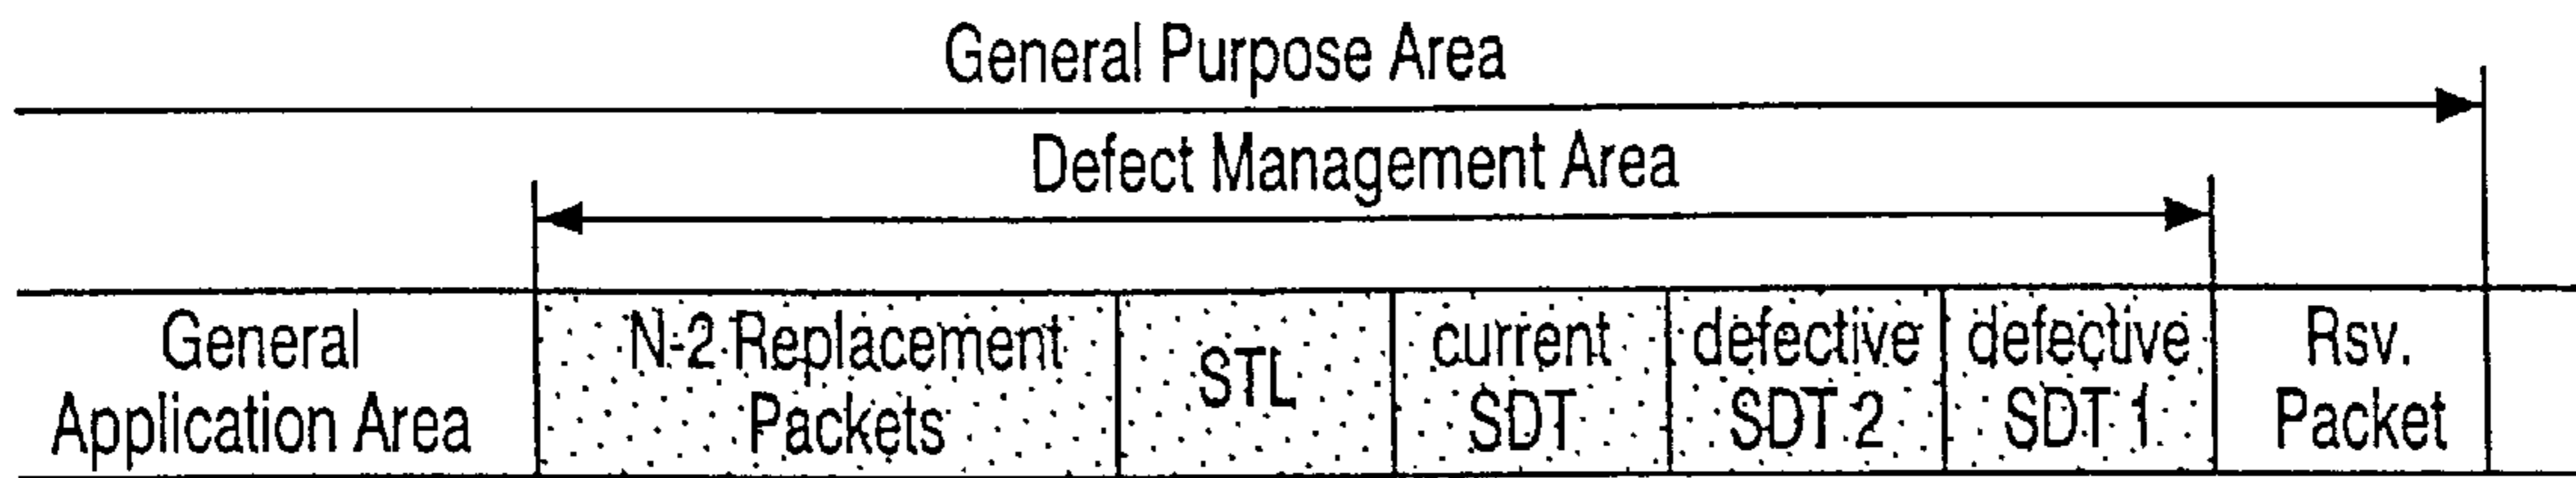 General Purpose Area
Defect Management Area
General
Application Area
N-2 Replacement
Packets
STL
current
SDT
defective
SDT 2
defective
SDT 1
Rsv.
Packet